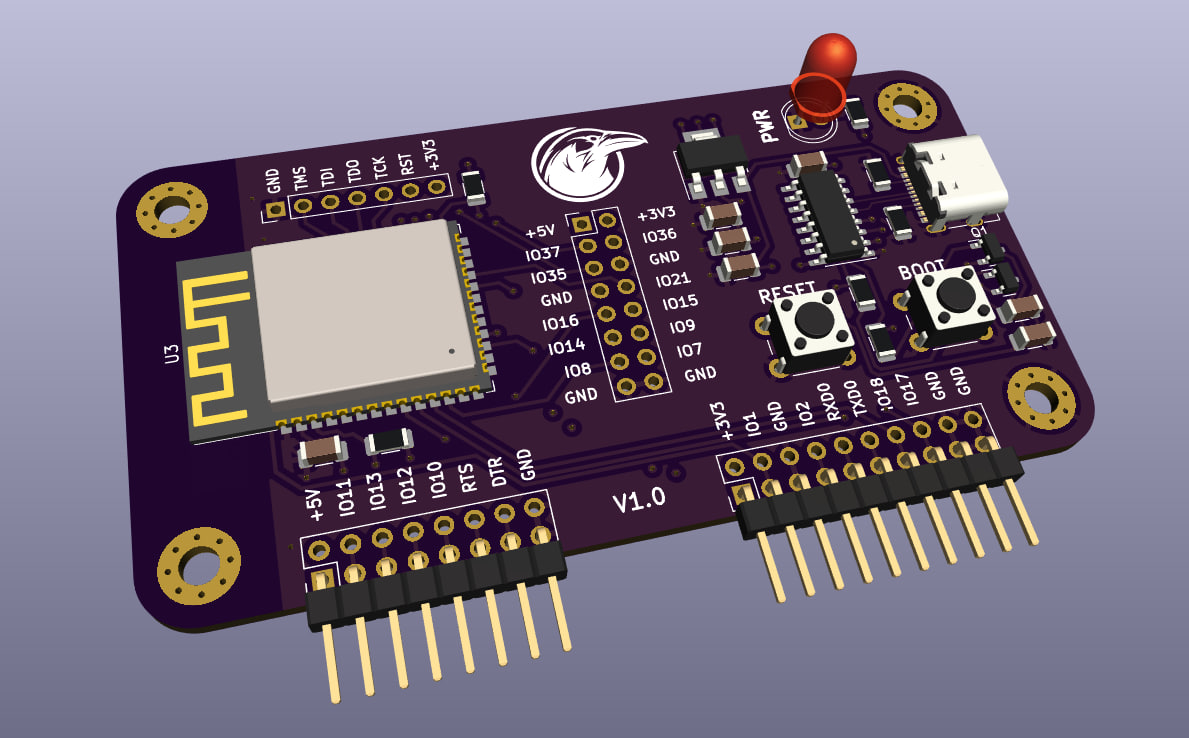 PWR
GND
TMS
TDI
TDO
TCK
RST
+3V3
+5V
IO37
IO35
GND
IO16
IO14
IO8
GND
+3V3
IO36
GND
IO21
IO15
IO9
IO7
GND
RESET
BOOT
U3
+3V3
IO1
GND
IO2
RXD0
TXD0
iO18
IO17
GND
GND
+5V
IO11
IO13
IO12
IO10
RTS
DTR
GND
V1.0